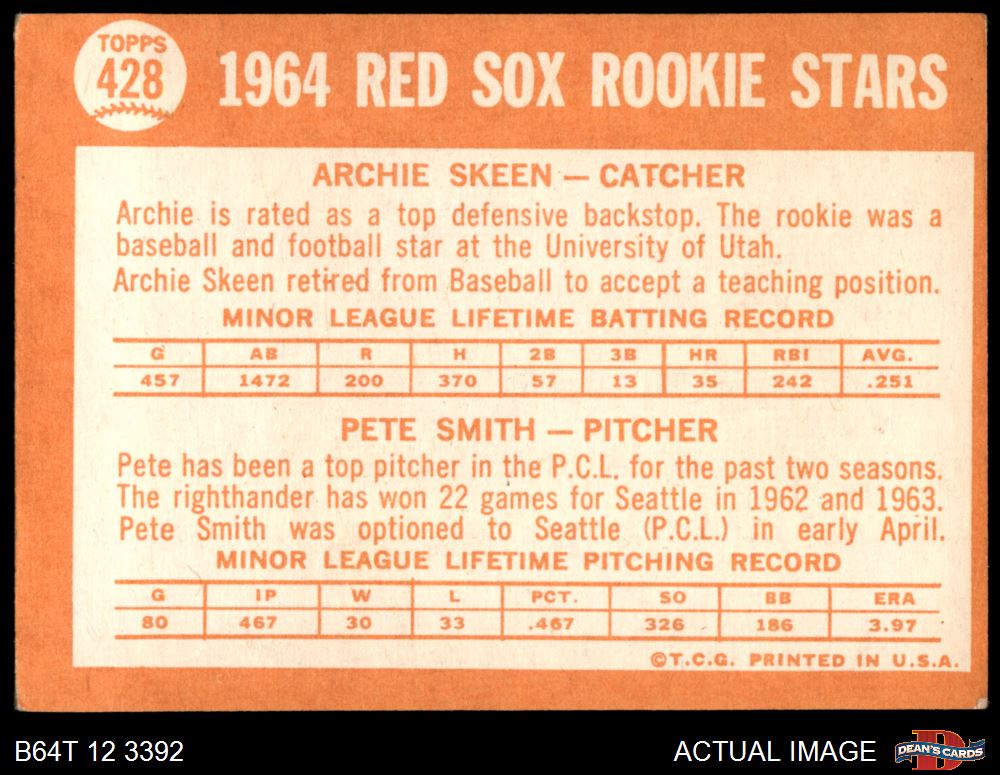 TOPPS
428
1964 RED SOX ROOKIE STARS
ARCHIE SKEEN — CATCHER
Archie is rated as a top defensive backstop. The rookie was a
baseball and football star at the University of Utah.
Archie Skeen retired from Baseball to accept a teaching position.
MINOR LEAGUE LIFETIME BATTING RECORD
G AB R H 2B 3B HR RBI AVG.
457 1472 200 370 57 13 35 242 .251
PETE SMITH — PITCHER
Pete has been a top pitcher in the P.C.L. for the past two seasons.
The righthander has won 22 games for Seattle in 1962 and 1963.
Pete Smith was optioned to Seattle (P.C.L.) in early April.
MINOR LEAGUE LIFETIME PITCHING RECORD
G IP W L PCT. SO BB ERA
80 467 30 33 .467 326 186 3.97
©T.C.G. PRINTED IN U.S.A.
B64T 12 3392
ACTUAL IMAGE
DEAN'S CARDS